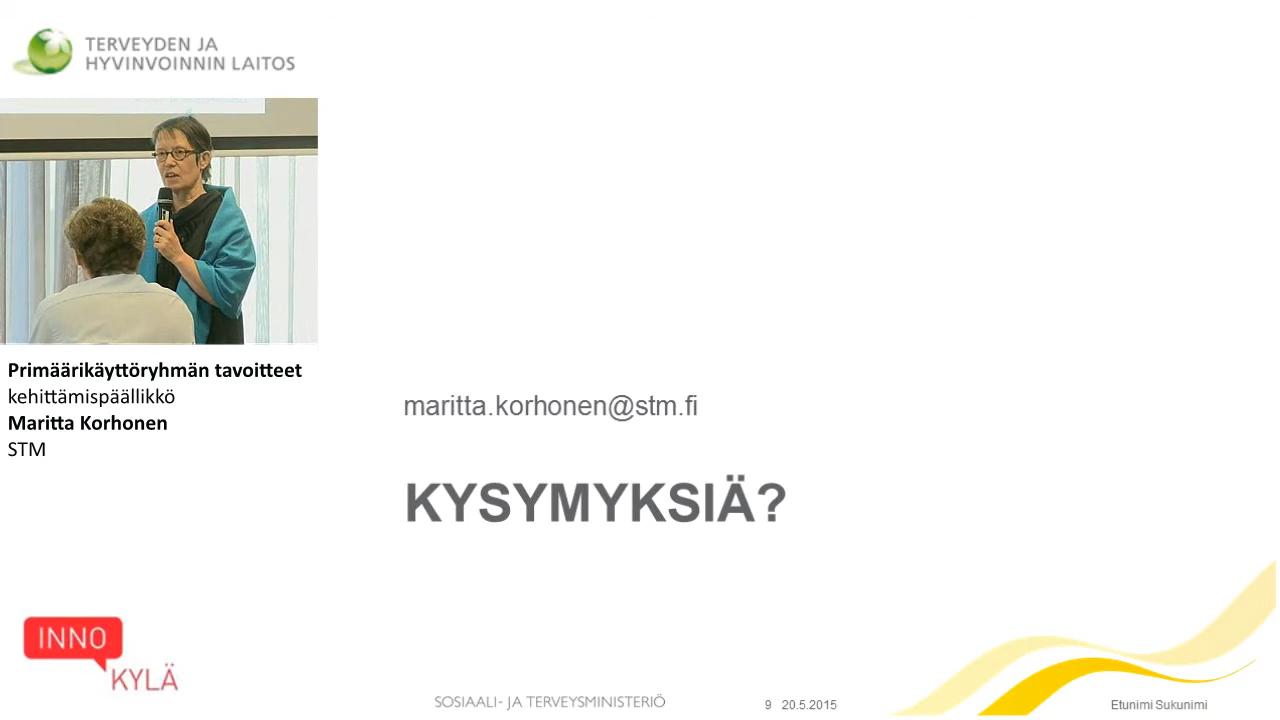 TERVEYDEN JA
HYVINVOINNIN LAITOS
Primäärikäyttöryhmän tavoitteet
kehittämispäällikkö
Maritta Korhonen
STM
maritta.korhonen@stm.fi
KYSYMYKSIÄ?
INNO
KYLÄ
SOSIAALI- JA TERVEYSMINISTERIÖ
9 20.5.2015
Etunimi Sukunimi